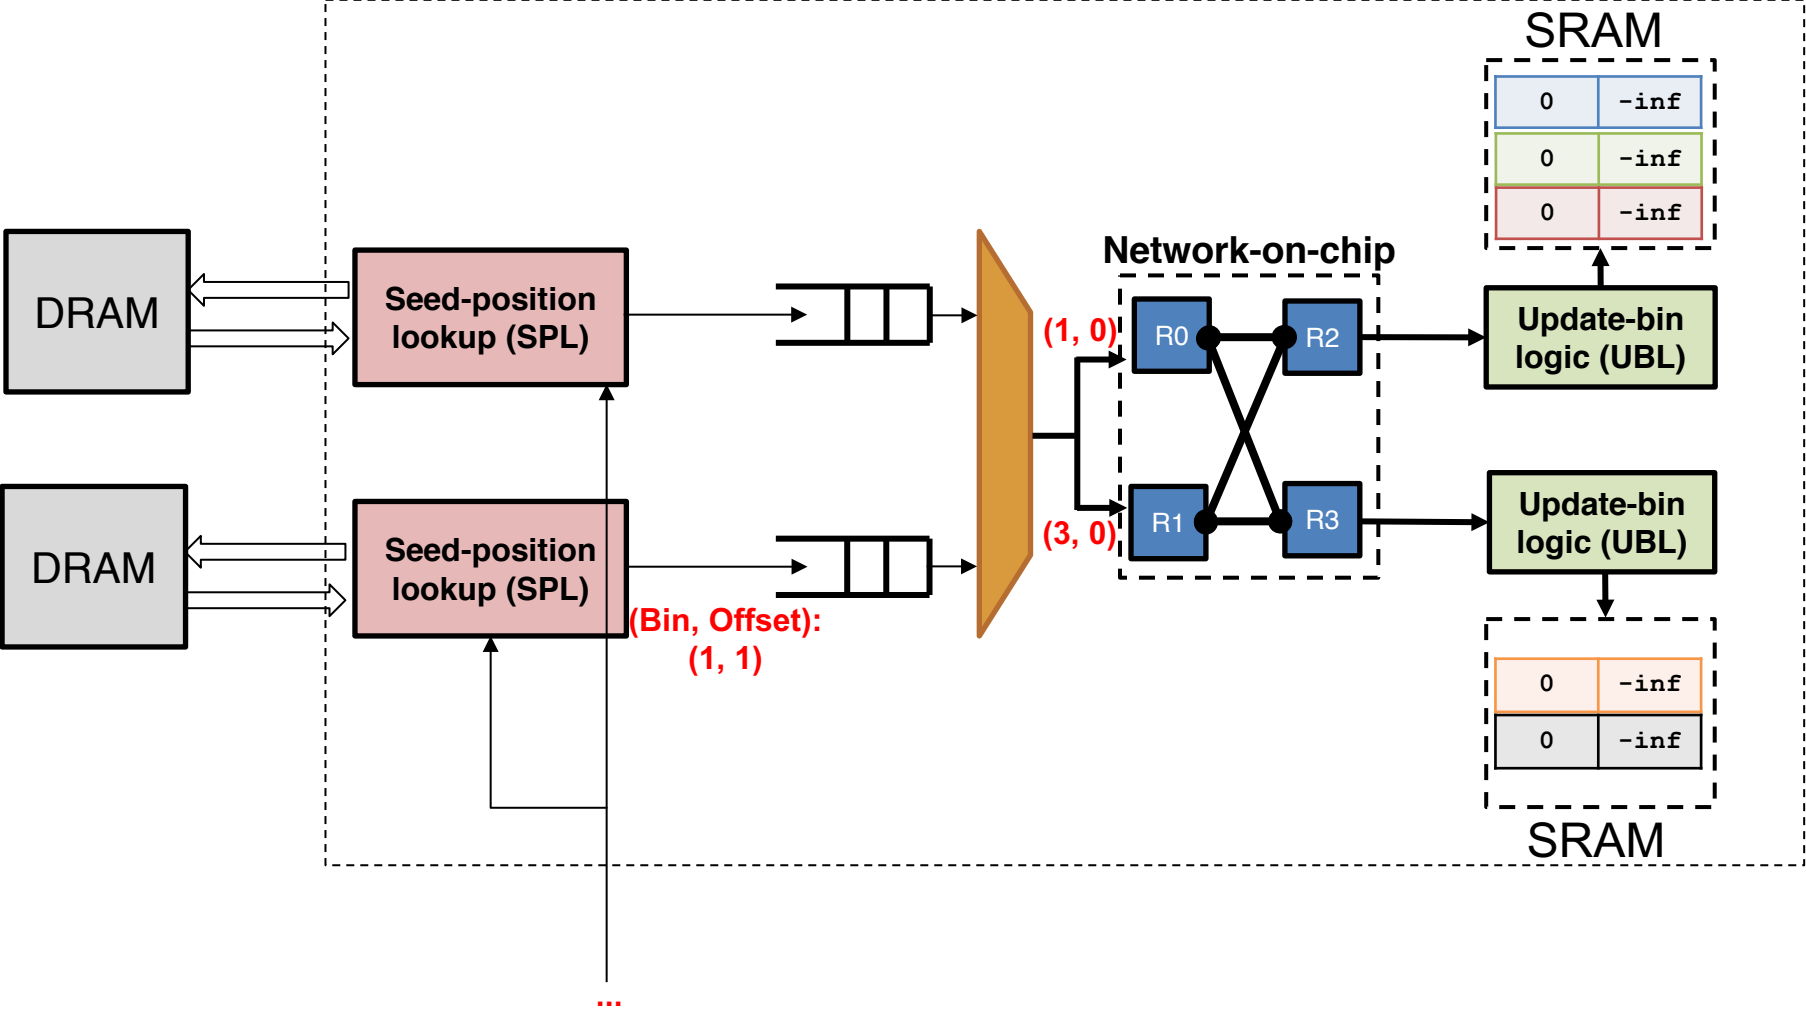 SRAM
0 -inf
0 -inf
0 -inf
DRAM
Seed-position
lookup (SPL)
Network-on-chip
(1, 0)
R0
R2
Update-bin
logic (UBL)
DRAM
Seed-position
lookup (SPL)
(Bin, Offset):
(1, 1)
(3, 0)
R1
R3
Update-bin
logic (UBL)
0 -inf
0 -inf
SRAM
...